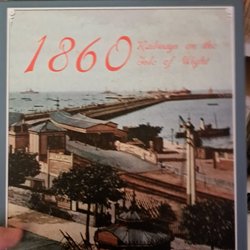 1860
Railways on the
Isle of Wight